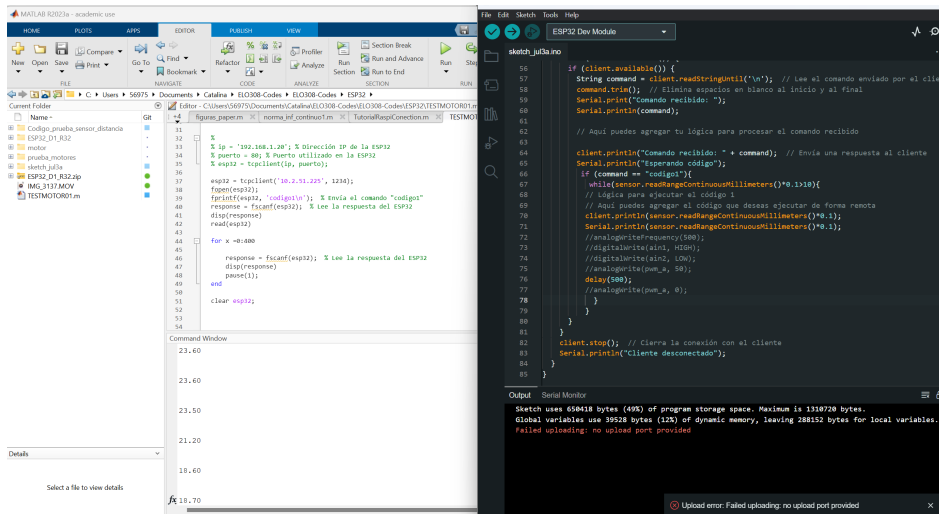 MATLAB R2023a - academic use
HOME PLOTS APPS EDITOR PUBLISH VIEW
New Open Save Compare Print Go To Find Bookmark Refactor Profiler Analyze Run Section Section Break Run and Advance Run to End Run
FILE NAVIGATE CODE ANALYZE SECTION RUN
C: Users 56975 Documents Catalina ELO308-Codes ELO308-Codes ESP32
Current Folder
Name Git
Codigo_prueba_sensor_distancia
ESP32_D1_R32
motor
prueba_motores
sketch_jul3a
ESP32_D1_R32.zip
IMG_3137.MOV
TESTMOTOR01.m
Details
Select a file to view details
Editor - C:\Users\56975\Documents\Catalina\ELO308-Codes\ELO308-Codes\ESP32\TESTMOTOR01.m
+4 figuras_paper.m norma_inf_continuo1.m TutorialRaspiConection.m TESTMOT
31
32 %
33 % ip = '192.168.1.20'; % Dirección IP de la ESP32
34 % puerto = 80; % Puerto utilizado en la ESP32
35 % esp32 = tcpclient(ip, puerto);
36
37 esp32 = tcpclient('10.2.51.225', 1234);
38 fopen(esp32);
39 fprintf(esp32, 'codigo1\n'); % Envía el comando "codigo1"
40 response = fscanf(esp32); % Lee la respuesta del ESP32
41 disp(response)
42 read(esp32)
43
44 for x =0:400
45
46 response = fscanf(esp32); % Lee la respuesta del ESP32
47 disp(response)
48 pause(1);
49 end
50
51 clear esp32;
52
53
54
Command Window
23.60
23.60
23.50
21.20
18.60
fx 18.70
File Edit Sketch Tools Help
ESP32 Dev Module
sketch_jul3a.ino
56 if (client.available()) {
57 String command = client.readStringUntil('\n'); // Lee el comando enviado por el clie
58 command.trim(); // Elimina espacios en blanco al inicio y al final
59 Serial.print("Comando recibido: ");
60 Serial.println(command);
61
62 // Aquí puedes agregar tu lógica para procesar el comando recibido
63
64 client.println("Comando recibido: " + command); // Envía una respuesta al cliente
65 Serial.println("Esperando código");
66 if (command == "codigo1"){
67 while(sensor.readRangeContinuousMillimeters()*0.1>10){
68 // Lógica para ejecutar el código 1
69 // Aquí puedes agregar el código que deseas ejecutar de forma remota
70 client.println(sensor.readRangeContinuousMillimeters()*0.1);
71 Serial.println(sensor.readRangeContinuousMillimeters()*0.1);
72 //analogWriteFrequency(500);
73 //digitalWrite(ain1, HIGH);
74 //digitalWrite(ain2, LOW);
75 //analogWrite(pwm_a, 50);
76 delay(500);
77 //analogWrite(pwm_a, 0);
78 }
79 }
80 }
81 }
82 client.stop(); // Cierra la conexión con el cliente
83 Serial.println("Cliente desconectado");
84 }
85 }
Output Serial Monitor
Sketch uses 650418 bytes (49%) of program storage space. Maximum is 1310720 bytes.
Global variables use 39528 bytes (12%) of dynamic memory, leaving 288152 bytes for local variables.
Failed uploading: no upload port provided
Upload error: Failed uploading: no upload port provided